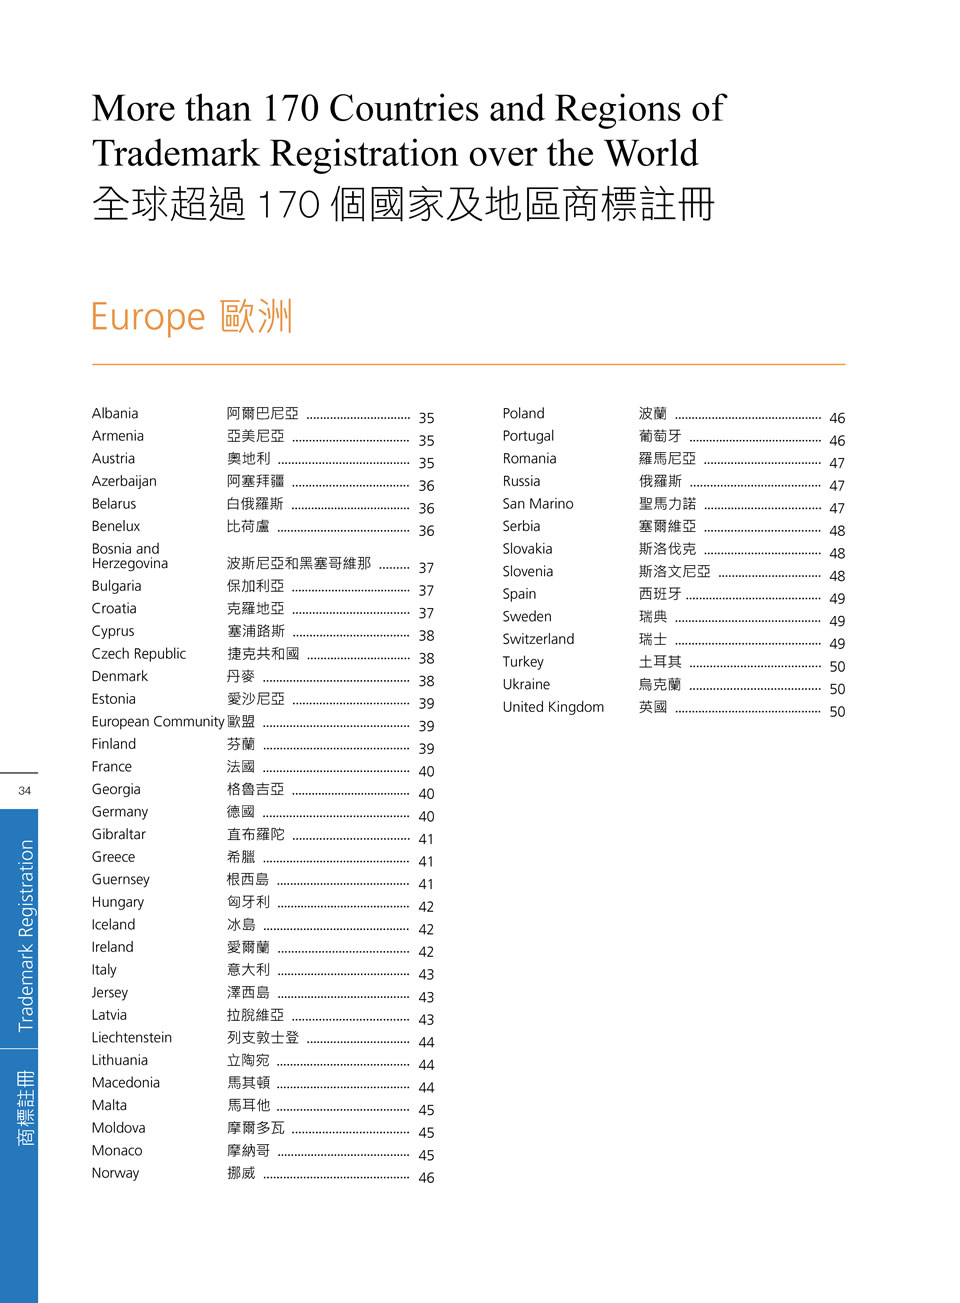 More than 170 Countries and Regions of
Trademark Registration over the World
全球超過 170 個國家及地區商標註冊
Europe 歐洲
Albania 阿爾巴尼亞 ............................... 35
Armenia 亞美尼亞 ................................... 35
Austria 奧地利 ....................................... 35
Azerbaijan 阿塞拜疆 ................................... 36
Belarus 白俄羅斯 ................................... 36
Benelux 比荷盧 ........................................ 36
Bosnia and
Herzegovina 波斯尼亞和黑塞哥維那 ......... 37
Bulgaria 保加利亞 ................................... 37
Croatia 克羅地亞 ................................... 37
Cyprus 塞浦路斯 ................................... 38
Czech Republic 捷克共和國 ............................... 38
Denmark 丹麥 ............................................ 38
Estonia 愛沙尼亞 ................................... 39
European Community 歐盟 ............................................ 39
Finland 芬蘭 ............................................ 39
France 法國 ............................................ 40
Georgia 格魯吉亞 ................................... 40
Germany 德國 ............................................ 40
Gibraltar 直布羅陀 ................................... 41
Greece 希臘 ............................................ 41
Guernsey 根西島 ........................................ 41
Hungary 匈牙利 ....................................... 42
Iceland 冰島 ............................................ 42
Ireland 愛爾蘭 ....................................... 42
Italy 意大利 ....................................... 43
Jersey 澤西島 ....................................... 43
Latvia 拉脫維亞 ................................... 43
Liechtenstein 列支敦士登 ............................... 44
Lithuania 立陶宛 ........................................ 44
Macedonia 馬其頓 ........................................ 44
Malta 馬耳他 ........................................ 45
Moldova 摩爾多瓦 ................................... 45
Monaco 摩納哥 ....................................... 45
Norway 挪威 ............................................ 46
Poland 波蘭 ............................................ 46
Portugal 葡萄牙 ....................................... 46
Romania 羅馬尼亞 ................................... 47
Russia 俄羅斯 ....................................... 47
San Marino 聖馬力諾 ................................... 47
Serbia 塞爾維亞 ................................... 48
Slovakia 斯洛伐克 ................................... 48
Slovenia 斯洛文尼亞 ............................... 48
Spain 西班牙 ........................................ 49
Sweden 瑞典 ............................................ 49
Switzerland 瑞士 ............................................ 49
Turkey 土耳其 ....................................... 50
Ukraine 烏克蘭 ....................................... 50
United Kingdom 英國 ............................................ 50
34
Trademark Registration
商標註冊